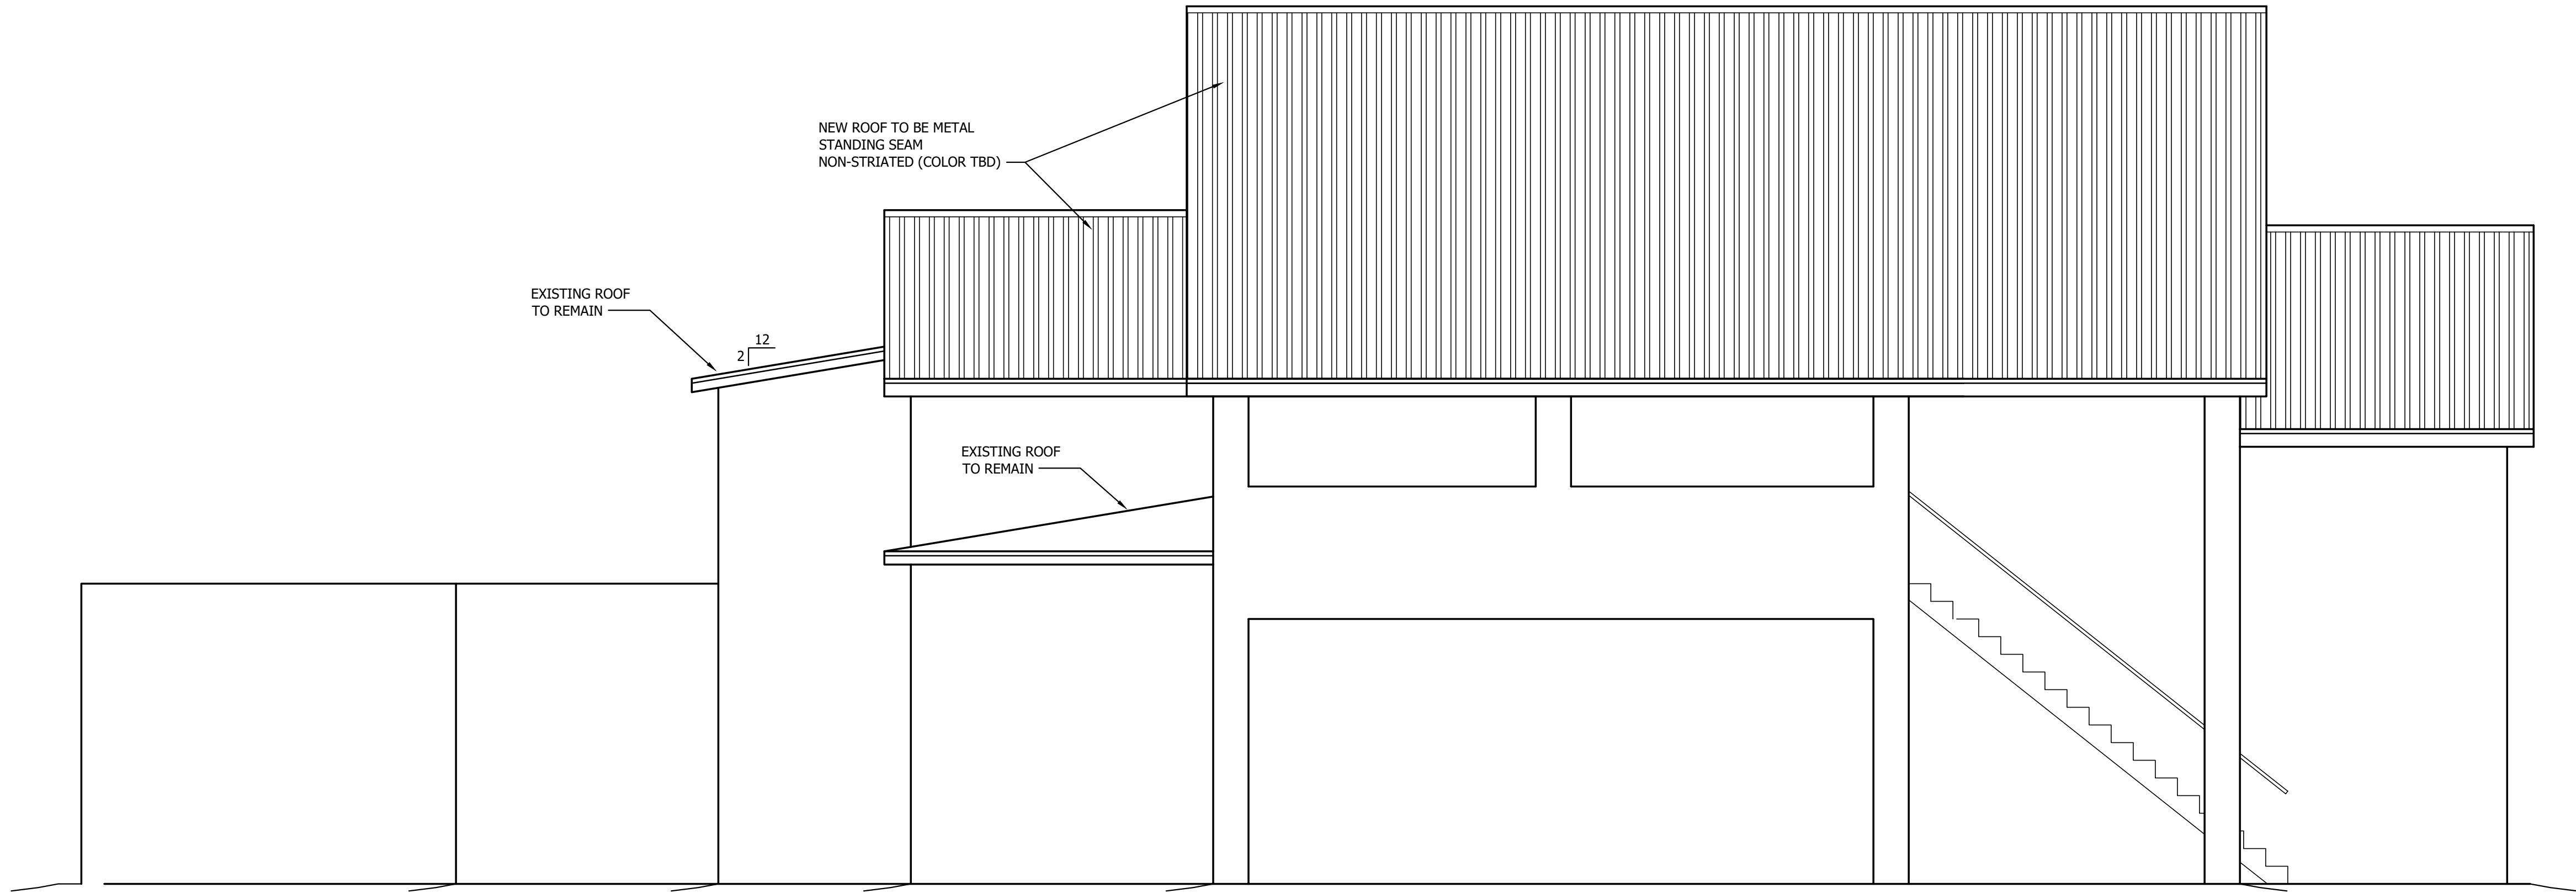 NEW ROOF TO BE METAL
STANDING SEAM
NON-STRIATED (COLOR TBD)
EXISTING ROOF
TO REMAIN
12
2
EXISTING ROOF
TO REMAIN